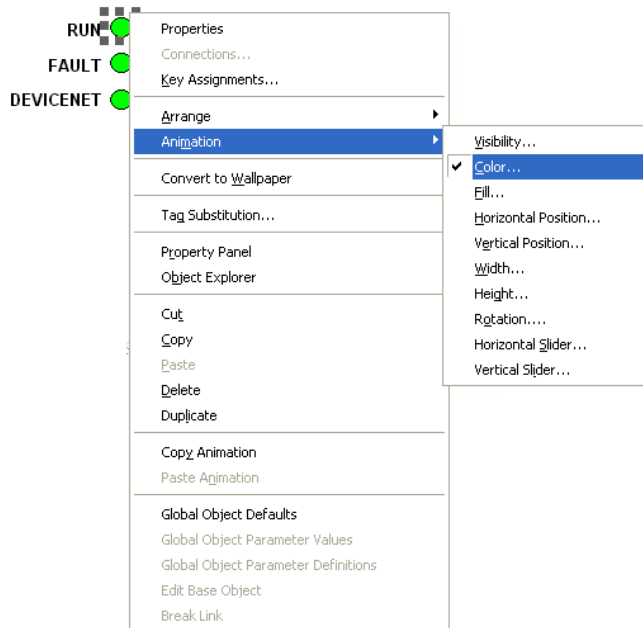 RUN
FAULT
DEVICENET
Properties
Connections...
Key Assignments...
Arrange
Animation
Convert to Wallpaper
Tag Substitution...
Property Panel
Object Explorer
Cut
Copy
Paste
Delete
Duplicate
Copy Animation
Paste Animation
Global Object Defaults
Global Object Parameter Values
Global Object Parameter Definitions
Edit Base Object
Break Link
Visibility...
Color...
Fill...
Horizontal Position...
Vertical Position...
Width...
Height...
Rotation....
Horizontal Slider...
Vertical Slider...